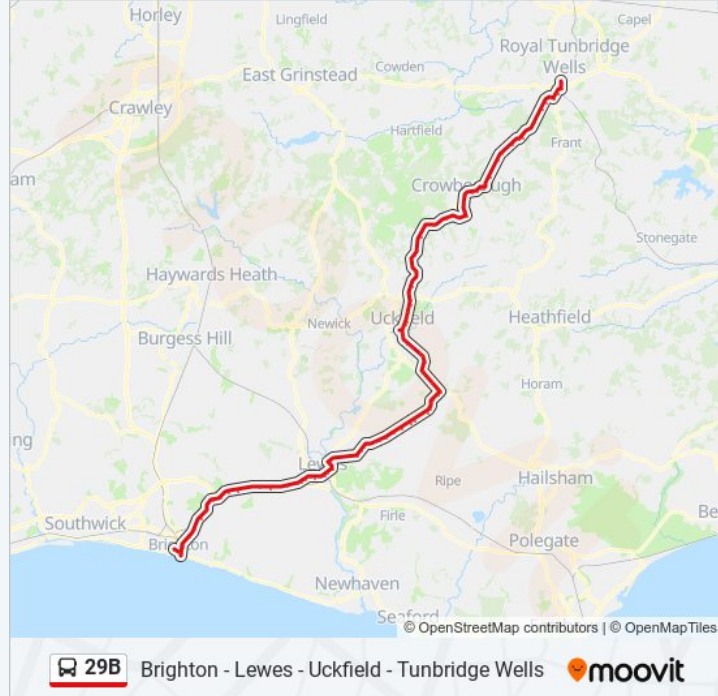 Horley
Lingfield
Capel
Royal Tunbridge
Wells
East Grinstead
Cowden
Crawley
Hartfield
Frant
Crowborough
Stonegate
Haywards Heath
Newick
Uckfield
Heathfield
Burgess Hill
Horam
Lewes
Ripe
Hailsham
Southwick
Firle
Polegate
Brighton
Newhaven
Seaford
© OpenStreetMap contributors | © OpenMapTiles
29B
Brighton - Lewes - Uckfield - Tunbridge Wells
moovit